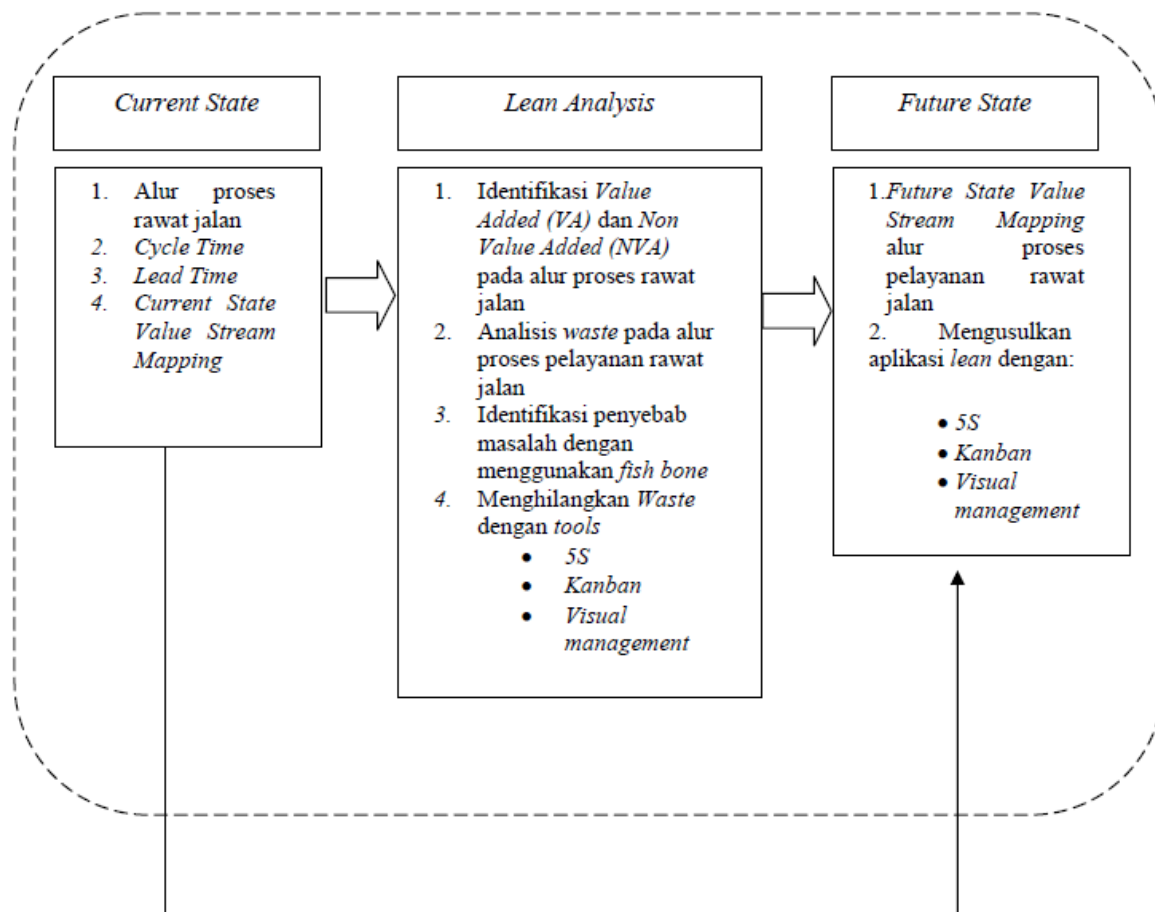 Current State
1. Alur proses
rawat jalan
2. Cycle Time
3. Lead Time
4. Current State
Value Stream
Mapping
Lean Analysis
1. Identifikasi Value
Added (VA) dan Non
Value Added (NVA)
pada alur proses rawat
jalan
2. Analisis waste pada alur
proses pelayanan rawat
jalan
3. Identifikasi penyebab
masalah dengan
menggunakan fish bone
4. Menghilangkan Waste
dengan tools
• 5S
• Kanban
• Visual
management
Future State
1.Future State Value
Stream Mapping
alur proses
pelayanan rawat
jalan
2. Mengusulkan
aplikasi lean dengan:
• 5S
• Kanban
• Visual
management